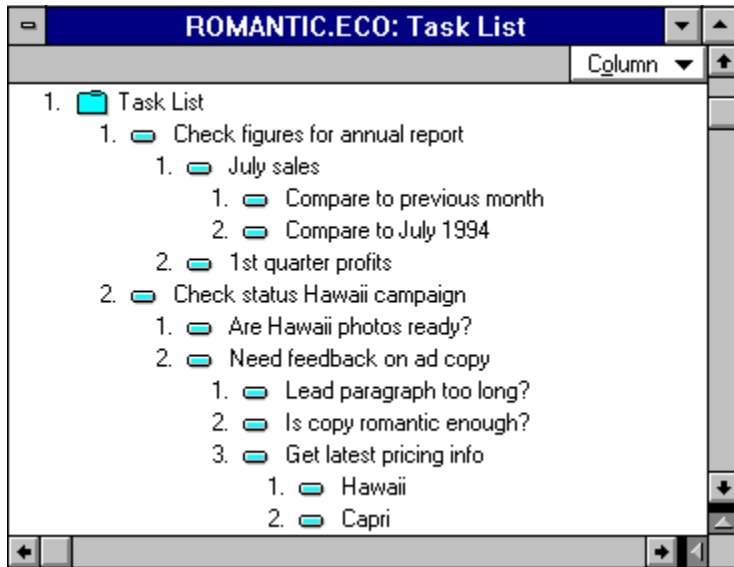 ROMANTIC.ECO: Task List
Column
1. Task List
1. Check figures for annual report
1. July sales
1. Compare to previous month
2. Compare to July 1994
2. 1st quarter profits
2. Check status Hawaii campaign
1. Are Hawaii photos ready?
2. Need feedback on ad copy
1. Lead paragraph too long?
2. Is copy romantic enough?
3. Get latest pricing info
1. Hawaii
2. Capri